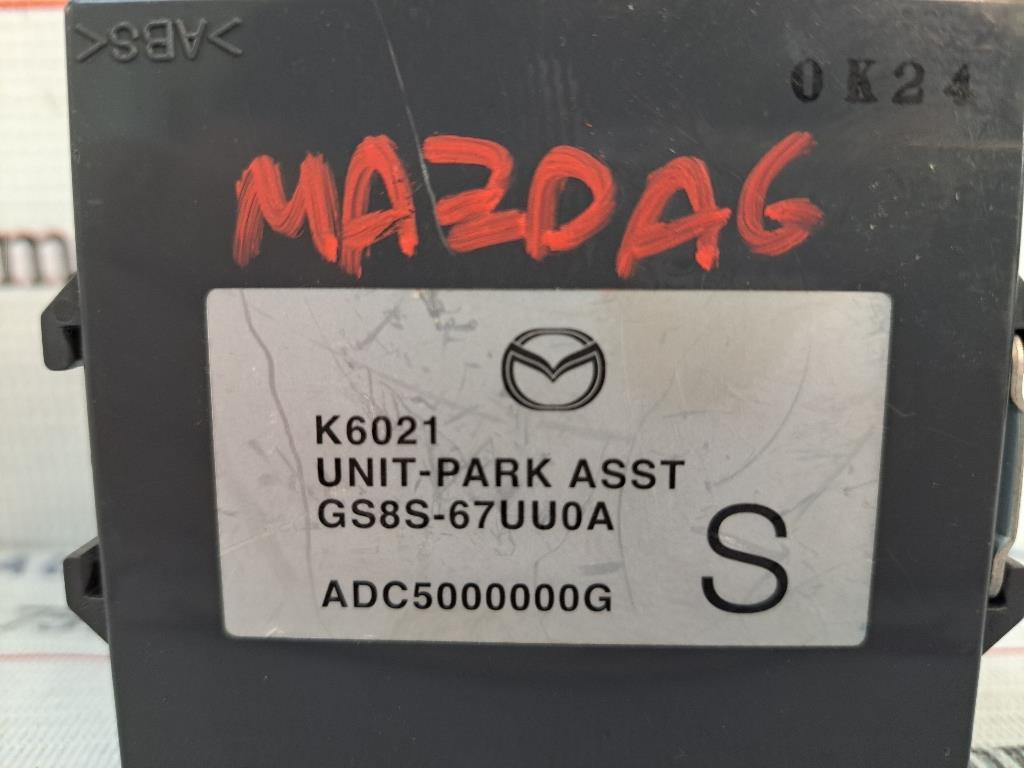 >ABS<
0K24
MAZDA6
K6021
UNIT-PARK ASST
GS8S-67UU0A
S
ADC5000000G